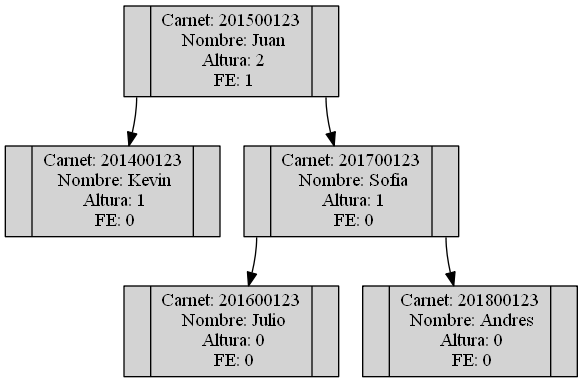 Carnet: 201500123
Nombre: Juan
Altura: 2
FE: 1
Carnet: 201400123
Nombre: Kevin
Altura: 1
FE: 0
Carnet: 201700123
Nombre: Sofia
Altura: 1
FE: 0
Carnet: 201600123
Nombre: Julio
Altura: 0
FE: 0
Carnet: 201800123
Nombre: Andres
Altura: 0
FE: 0